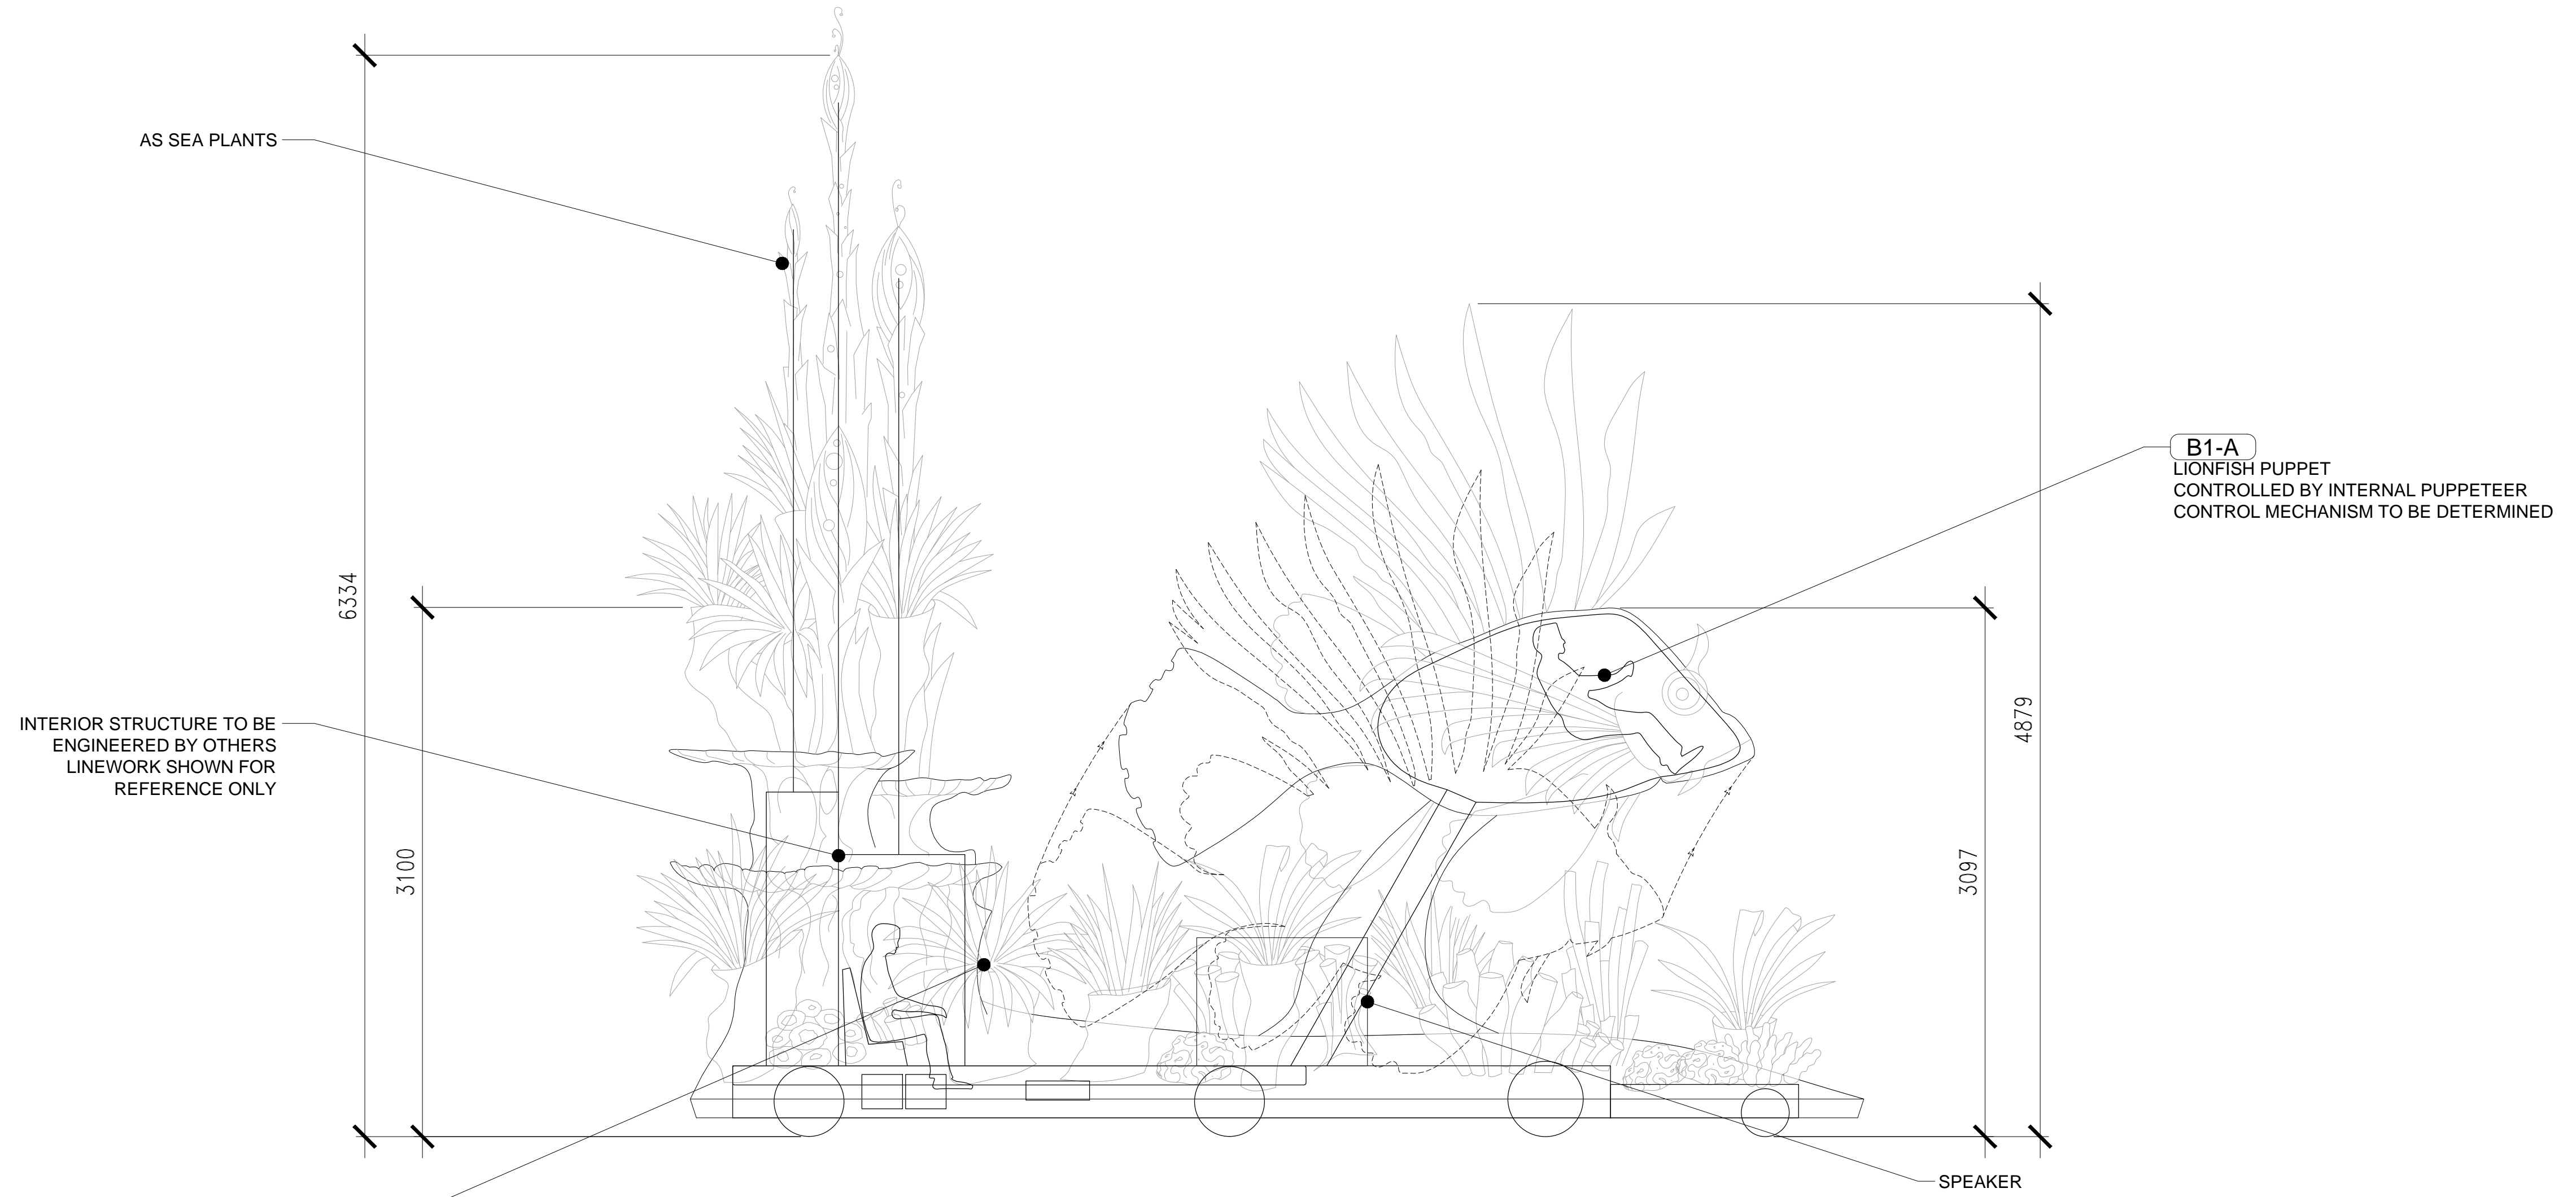 AS SEA PLANTS
6334
B1-A
LIONFISH PUPPET
CONTROLLED BY INTERNAL PUPPETEER
CONTROL MECHANISM TO BE DETERMINED
INTERIOR STRUCTURE TO BE
ENGINEERED BY OTHERS
LINEWORK SHOWN FOR
REFERENCE ONLY
4879
3100
3097
SPEAKER